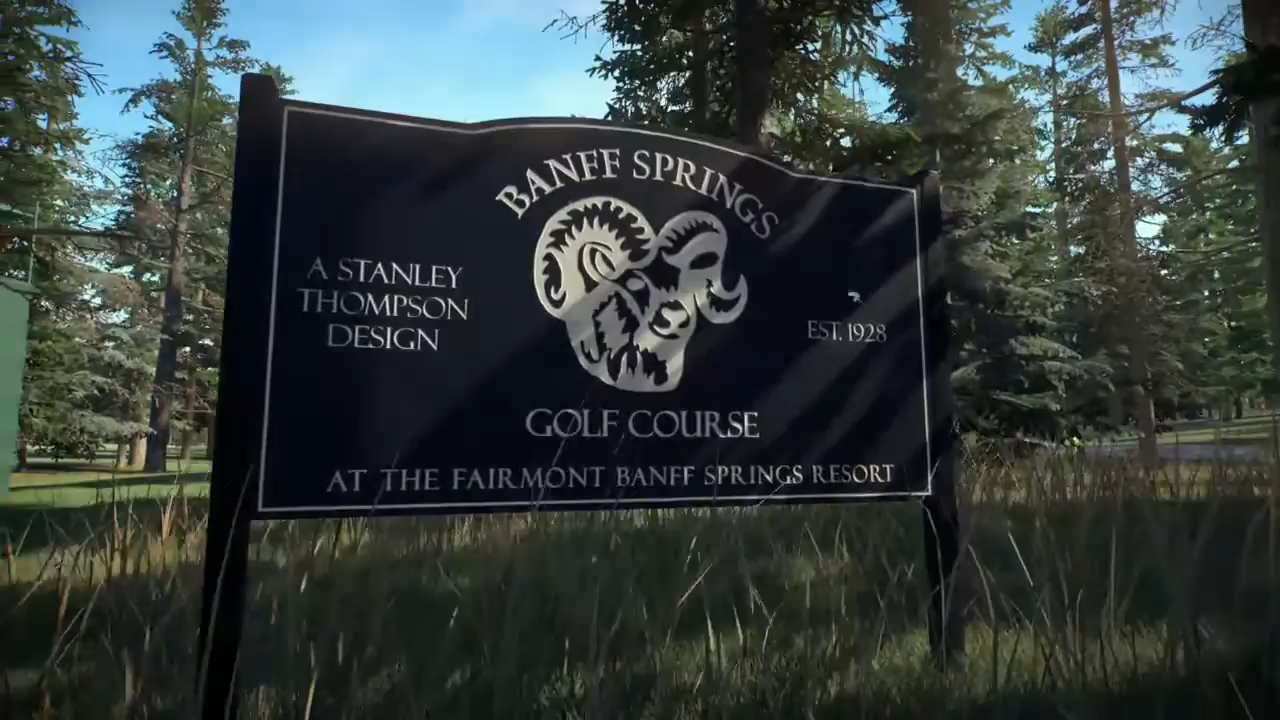 BANFF SPRINGS
A STANLEY
THOMPSON
DESIGN
EST. 1928
GOLF COURSE
AT THE FAIRMONT BANFF SPRINGS RESORT